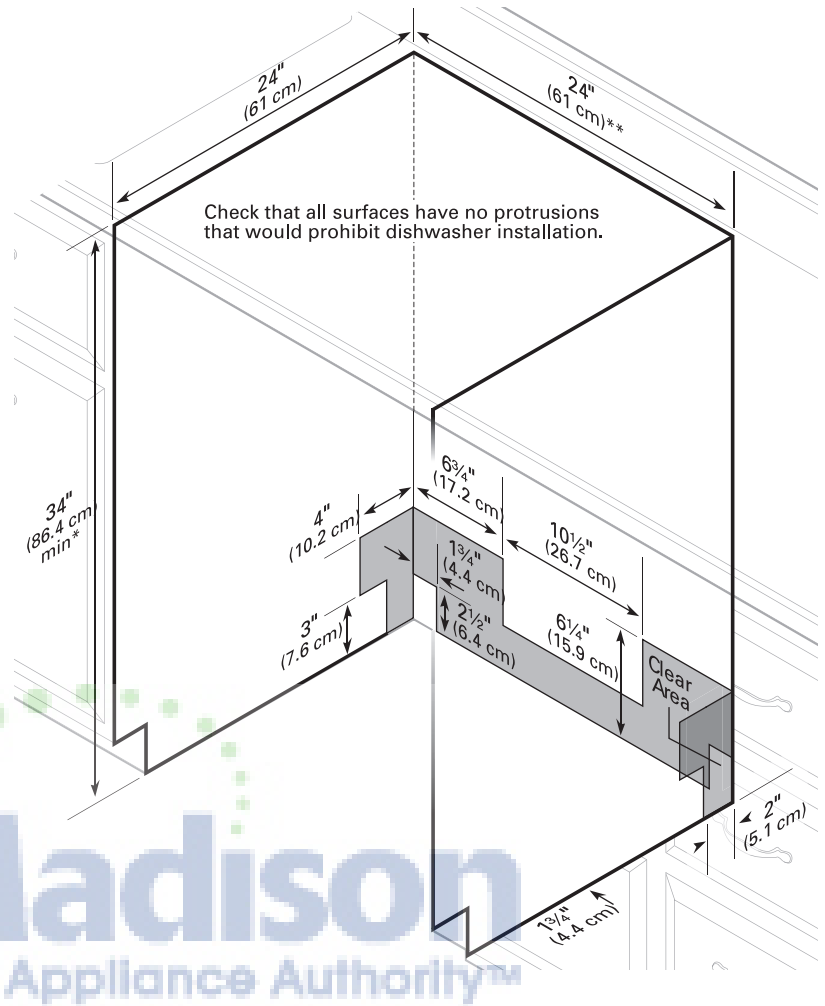 24"
(61 cm)
24"
(61 cm)**
Check that all surfaces have no protrusions
that would prohibit dishwasher installation.
34"
(86.4 cm)
min*
4"
(10.2 cm)
6¾"
(17.2 cm)
10½"
(26.7 cm)
1¾"
(4.4 cm)
3"
(7.6 cm)
2½"
(6.4 cm)
6¼"
(15.9 cm)
Clear
Area
2"
(5.1 cm)
1¾"
(4.4 cm)
adison
Appliance Authority™